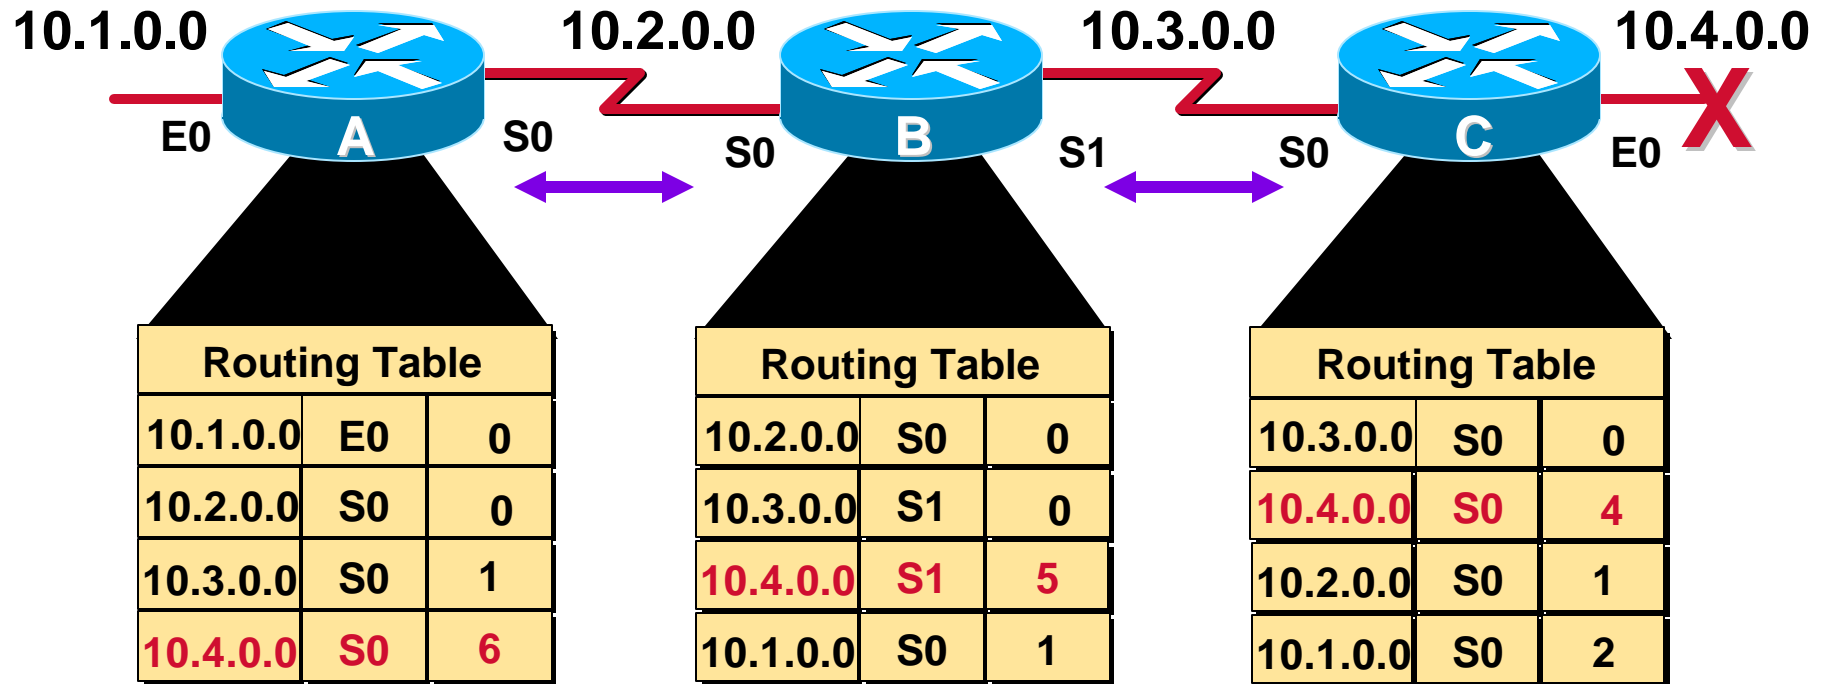 10.1.0.0 10.2.0.0 10.3.0.0 10.4.0.0
E0 A S0 S0 B S1 S0 C E0 X
Routing Table
10.1.0.0 E0 0
10.2.0.0 S0 0
10.3.0.0 S0 1
10.4.0.0 S0 6
Routing Table
10.2.0.0 S0 0
10.3.0.0 S1 0
10.4.0.0 S1 5
10.1.0.0 S0 1
Routing Table
10.3.0.0 S0 0
10.4.0.0 S0 4
10.2.0.0 S0 1
10.1.0.0 S0 2